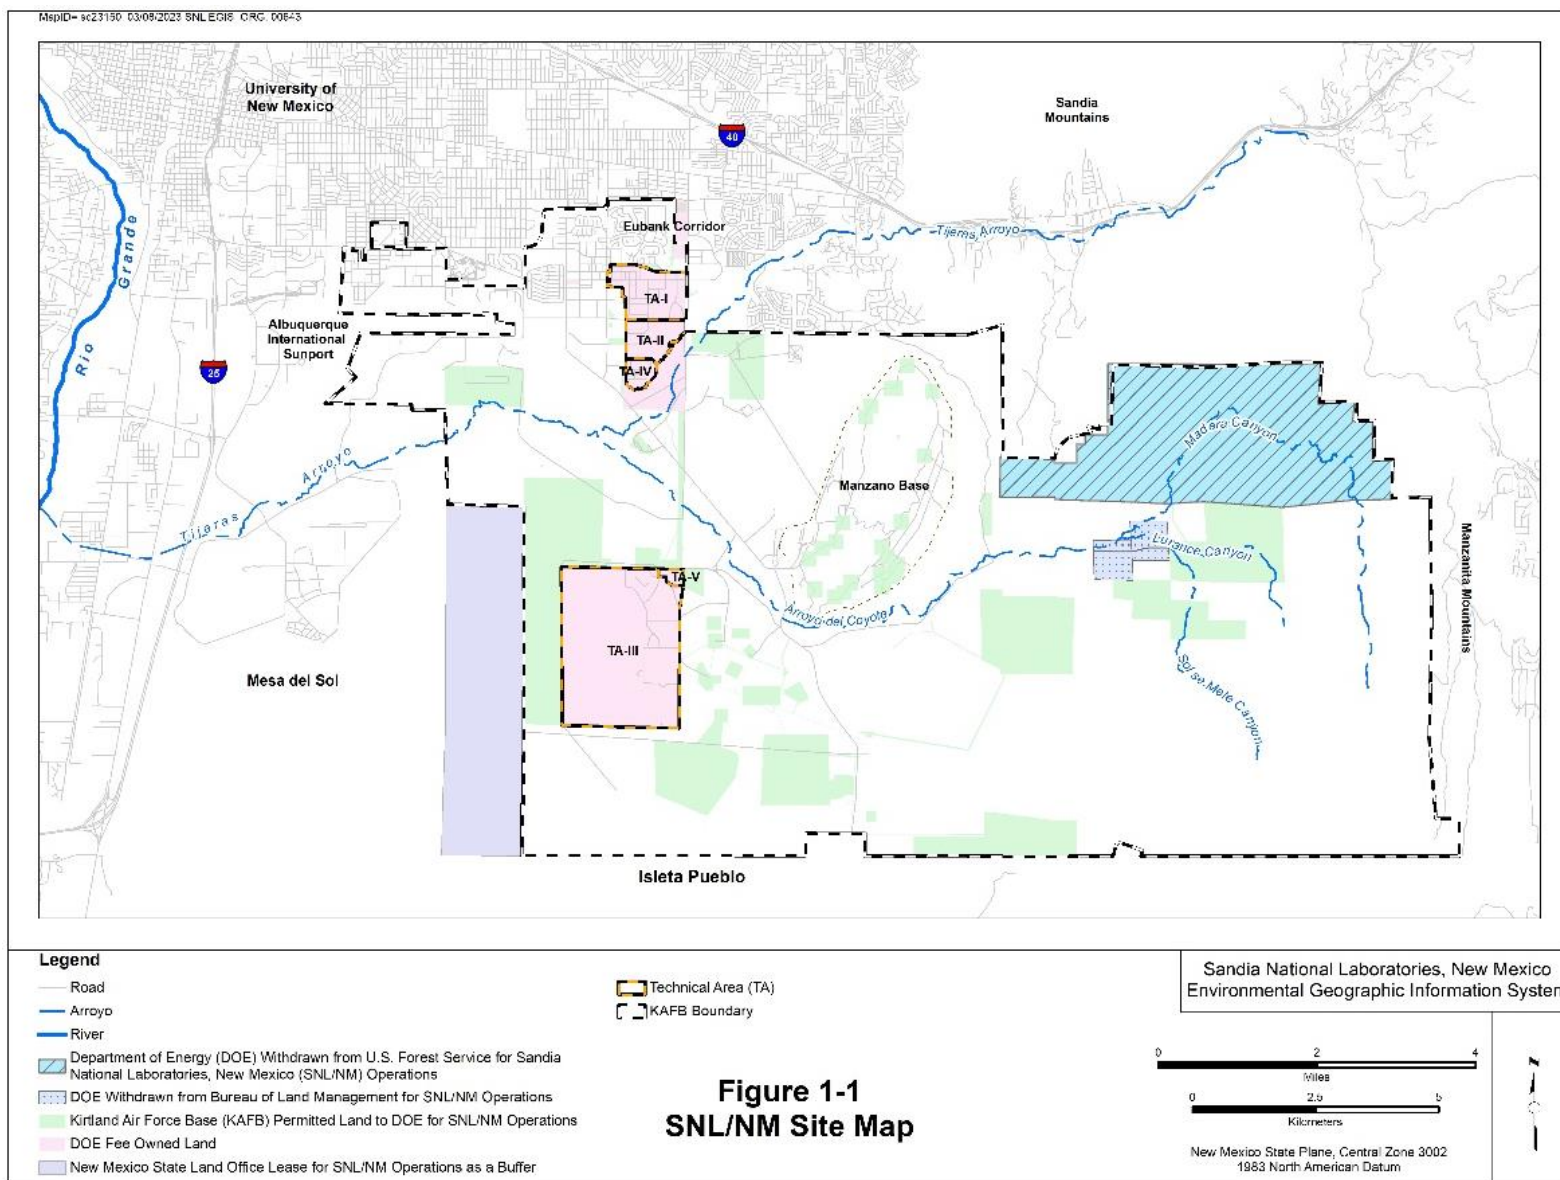 MapID= sc23150 03/08/2023 SNL EGIS ORG. 00643
University of
New Mexico
40
Sandia
Mountains
Eubank Corridor
Tijeras Arroyo
Rio Grande
TA-I
Albuquerque
International
Sunport
TA-II
25
TA-IV
Madera Canyon
Manzano Base
Tijeras Arroyo
Lurance Canyon
Manzanita Mountains
TA-V
Arroyo del Coyote
TA-III
Mesa del Sol
Sol se Mete Canyon
Isleta Pueblo
Legend
Road
Arroyo
River
Department of Energy (DOE) Withdrawn from U.S. Forest Service for Sandia
National Laboratories, New Mexico (SNL/NM) Operations
DOE Withdrawn from Bureau of Land Management for SNL/NM Operations
Kirtland Air Force Base (KAFB) Permitted Land to DOE for SNL/NM Operations
DOE Fee Owned Land
New Mexico State Land Office Lease for SNL/NM Operations as a Buffer
Technical Area (TA)
KAFB Boundary
Figure 1-1
SNL/NM Site Map
Sandia National Laboratories, New Mexico
Environmental Geographic Information System
0 2 4
Miles
0 2.5 5
Kilometers
New Mexico State Plane, Central Zone 3002
1983 North American Datum